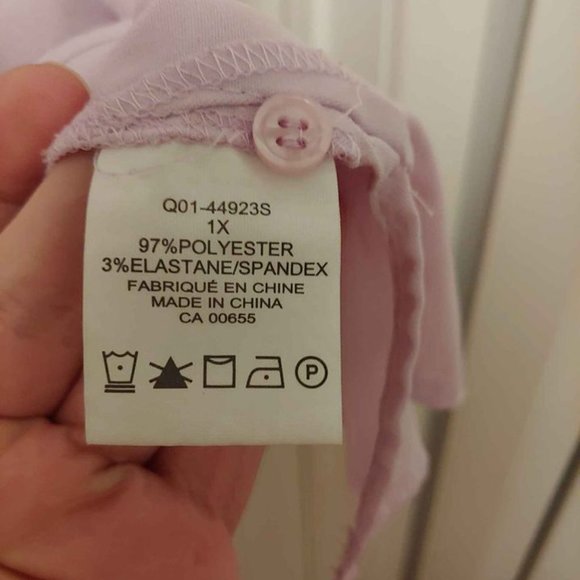 Q01-44923S
1X
97%POLYESTER
3%ELASTANE/SPANDEX
FABRIQUÉ EN CHINE
MADE IN CHINA
CA 00655
P